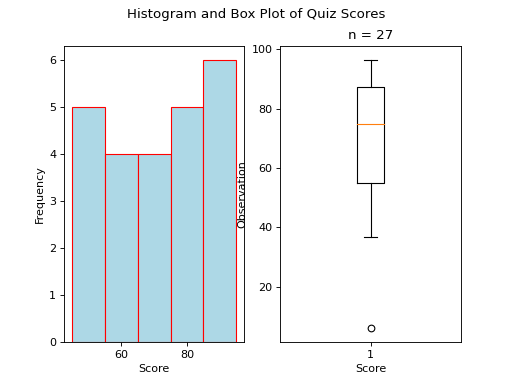 Histogram and Box Plot of Quiz Scores
n = 27
6
5
4
3
2
1
0
Frequency
60 80
Score
100
80
60
40
20
Observation
1
Score